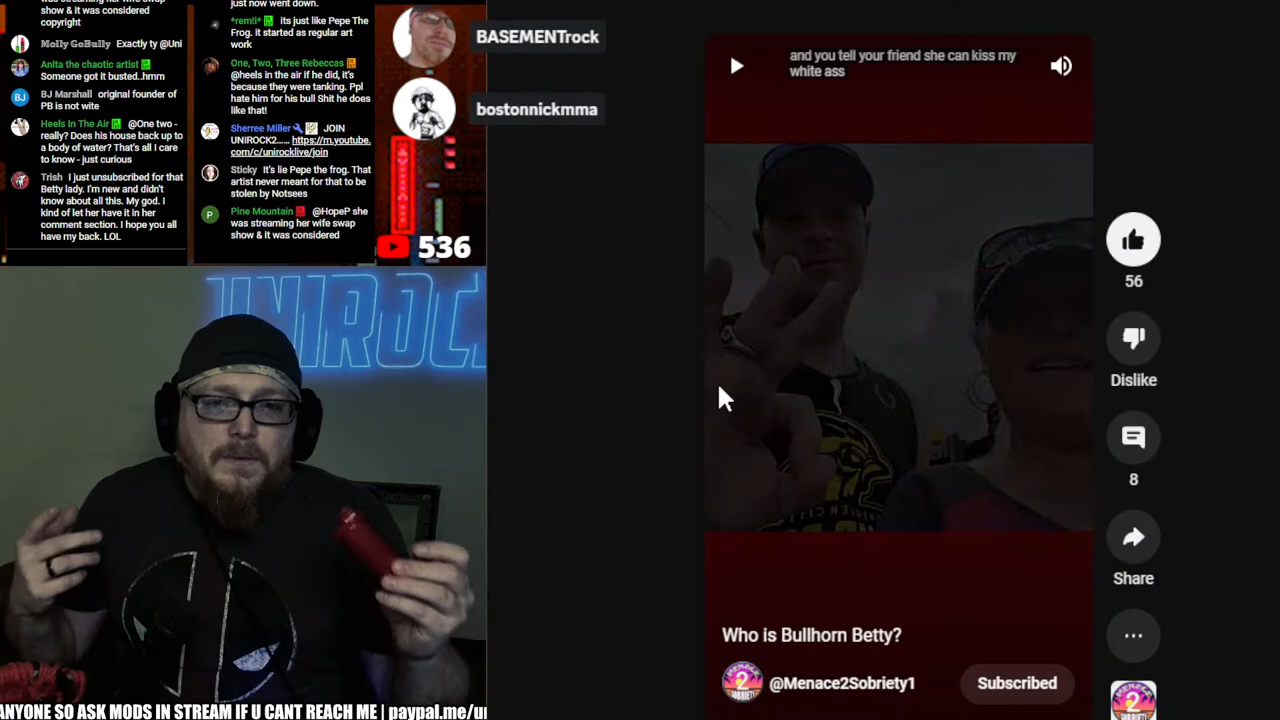 show & it was considered
copyright
Molly GoBully Exactly ty @Uni
Anita the chaotic artist
Someone got it busted..hmm
BJ Marshall original founder of
PB is not wite
Heels In The Air @One two -
really? Does his house back up to
a body of water? That's all I care
to know - just curious
Trish I just unsubscribed for that
Betty lady. I'm new and didn't
know about all this. My god. I
kind of let her have it in her
comment section. I hope you all
have my back. LOL
just now went down.
*rem!i* its just like Pepe The
Frog. it started as regular art
work
One, Two, Three Rebeccas
@heels in the air if he did, it's
because they were tanking. Ppl
hate him for his bull Shit he does
like that!
Sherree Miller JOIN
UNIROCK2...... https://m.youtube.
com/c/unirocklive/join
Sticky It's lie Pepe the frog. That
artist never meant for that to be
stolen by Notsees
Pine Mountain @HopeP she
was streaming her wife swap
show & it was considered
BASEMENTrock
bostonnickmma
536
UNIROC
and you tell your friend she can kiss my
white ass
56
Dislike
8
Share
Who is Bullhorn Betty?
@Menace2Sobriety1
Subscribed
ANYONE SO ASK MODS IN STREAM IF U CANT REACH ME | paypal.me/u